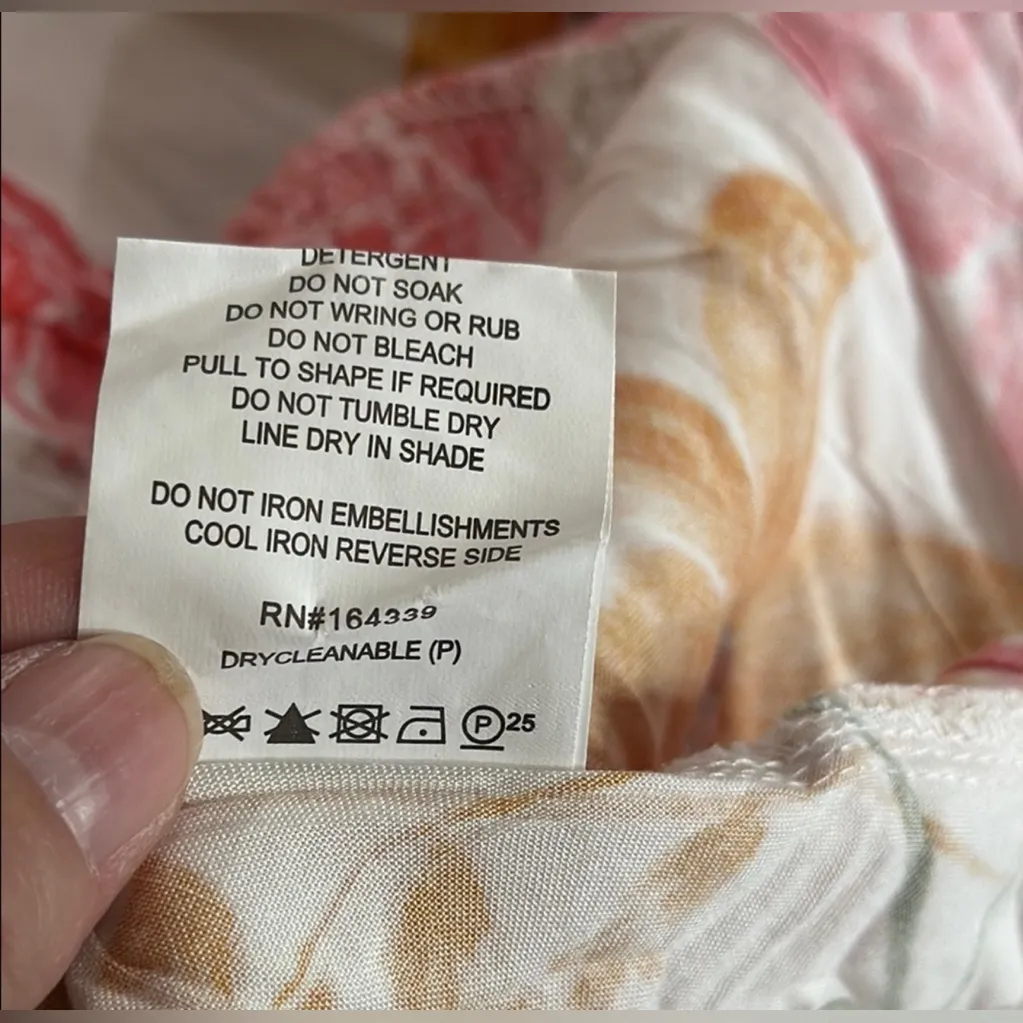 DETERGENT
DO NOT SOAK
DO NOT WRING OR RUB
DO NOT BLEACH
PULL TO SHAPE IF REQUIRED
DO NOT TUMBLE DRY
LINE DRY IN SHADE
DO NOT IRON EMBELLISHMENTS
COOL IRON REVERSE SIDE
RN#164339
DRYCLEANABLE (P)
P 25